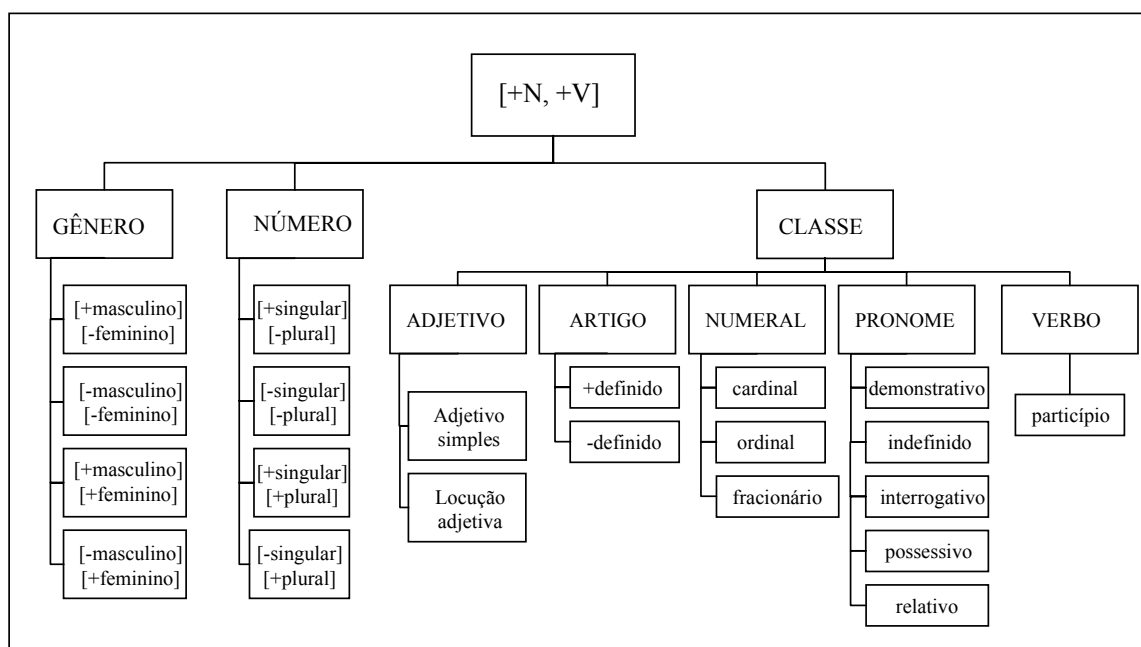 [+N, +V]
GÊNERO
[+masculino]
[-feminino]
[-masculino]
[-feminino]
[+masculino]
[+feminino]
[-masculino]
[+feminino]
NÚMERO
[+singular]
[-plural]
[-singular]
[-plural]
[+singular]
[+plural]
[-singular]
[+plural]
CLASSE
ADJETIVO
Adjetivo
simples
Locução
adjetiva
ARTIGO
+definido
-definido
NUMERAL
cardinal
ordinal
fracionário
PRONOME
demonstrativo
indefinido
interrogativo
possessivo
relativo
VERBO
particípio